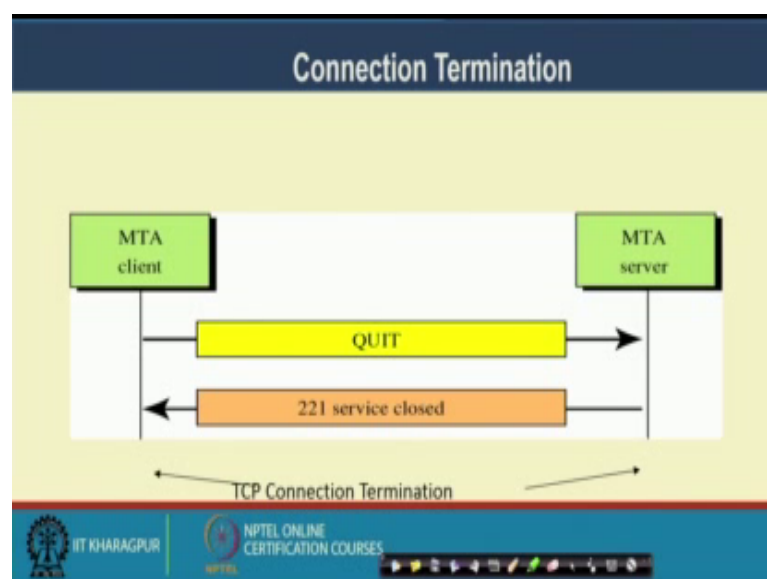 Connection Termination
MTA
client
MTA
server
QUIT
221 service closed
TCP Connection Termination
IIT KHARAGPUR
NPTEL
NPTEL ONLINE
CERTIFICATION COURSES